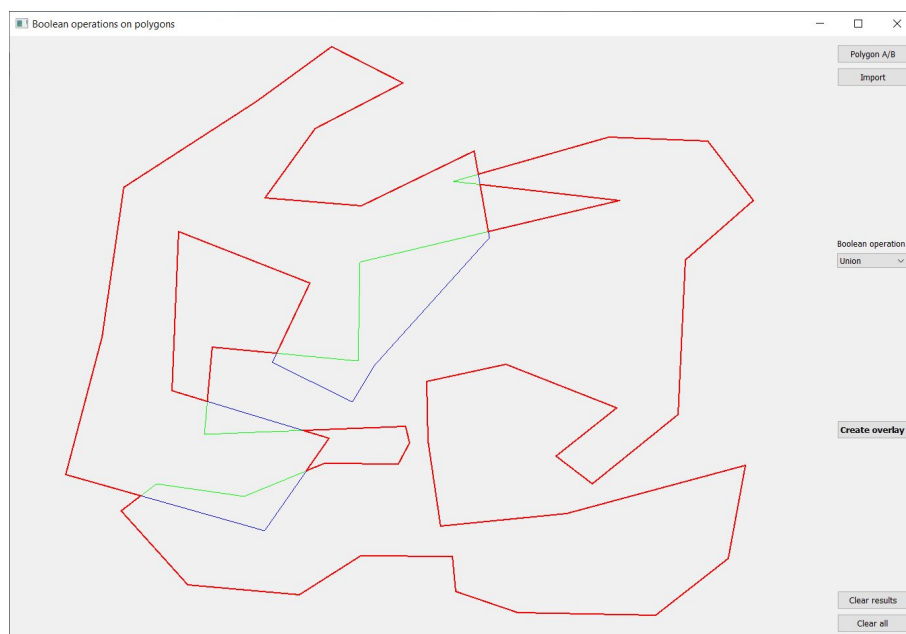 Boolean operations on polygons
Polygon A/B
Import
Boolean operation
Union
Create overlay
Clear results
Clear all